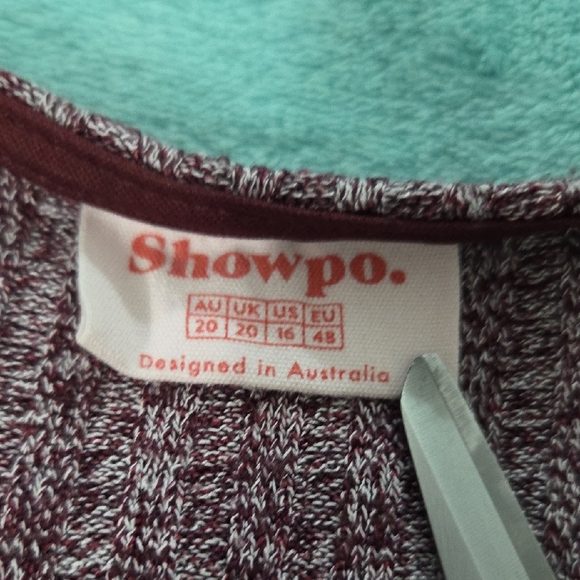 Showpo.
AU UK US EU
20 20 16 48
Designed in Australia